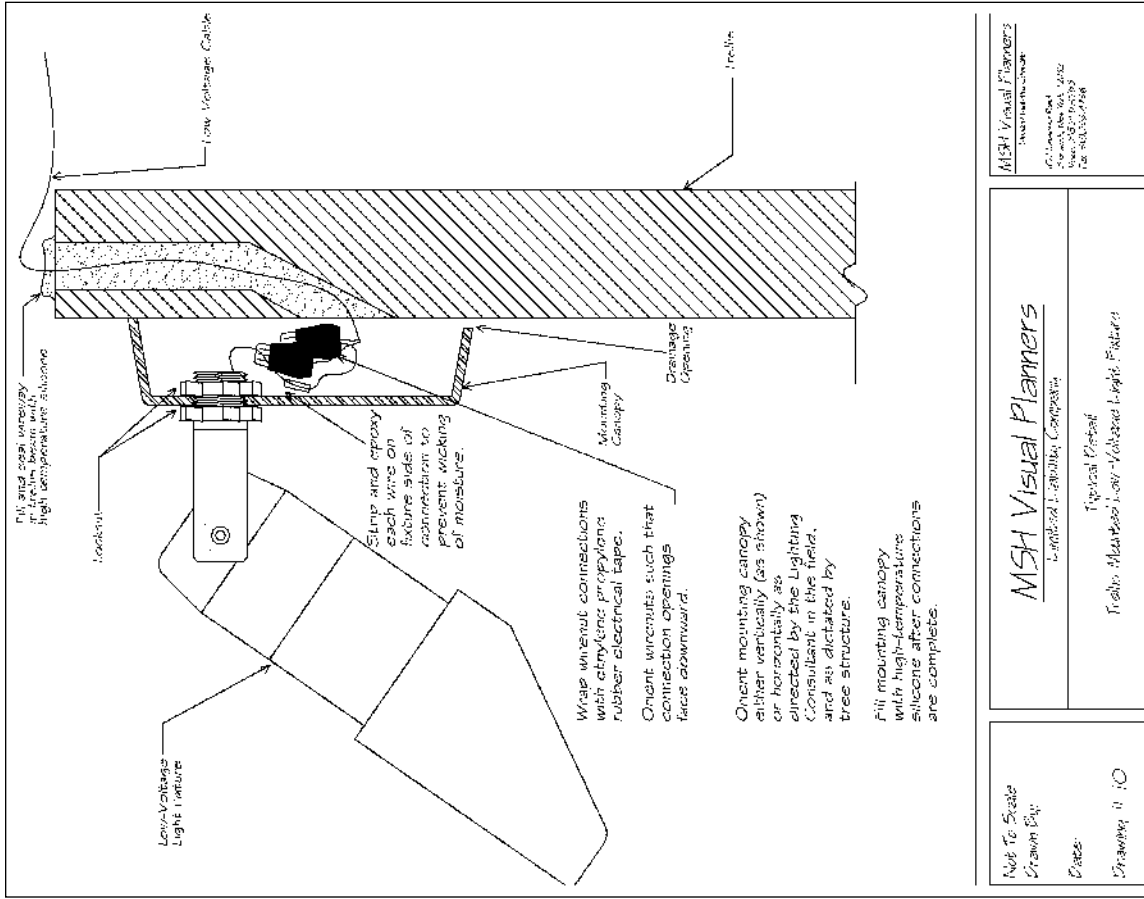 Fill and seal wireway
in trellis beam with
high temperature silicone
Low Voltage Cable
Locknut
Trellis
Low-Voltage
Light Fixture
Strip and epoxy
each wire on
fixture side of
connection to
prevent wicking
of moisture.
Mounting
Canopy
Drainage
Opening
Wrap wirenut connections
with ethylene propylene
rubber electrical tape.
Orient wirenuts such that
connection openings
face downward.
Orient mounting canopy
either vertically (as shown)
or horizontally as
directed by the Lighting
Consultant in the field,
and as dictated by
tree structure.
Fill mounting canopy
with high-temperature
silicone after connections
are complete.
Not To Scale
Drawn By:
Date:
Drawing # 10
MSH Visual Planners
Limited Liability Company
Typical Detail
Trellis Mounted Low-Voltage Light Fixture
MSH Visual Planners